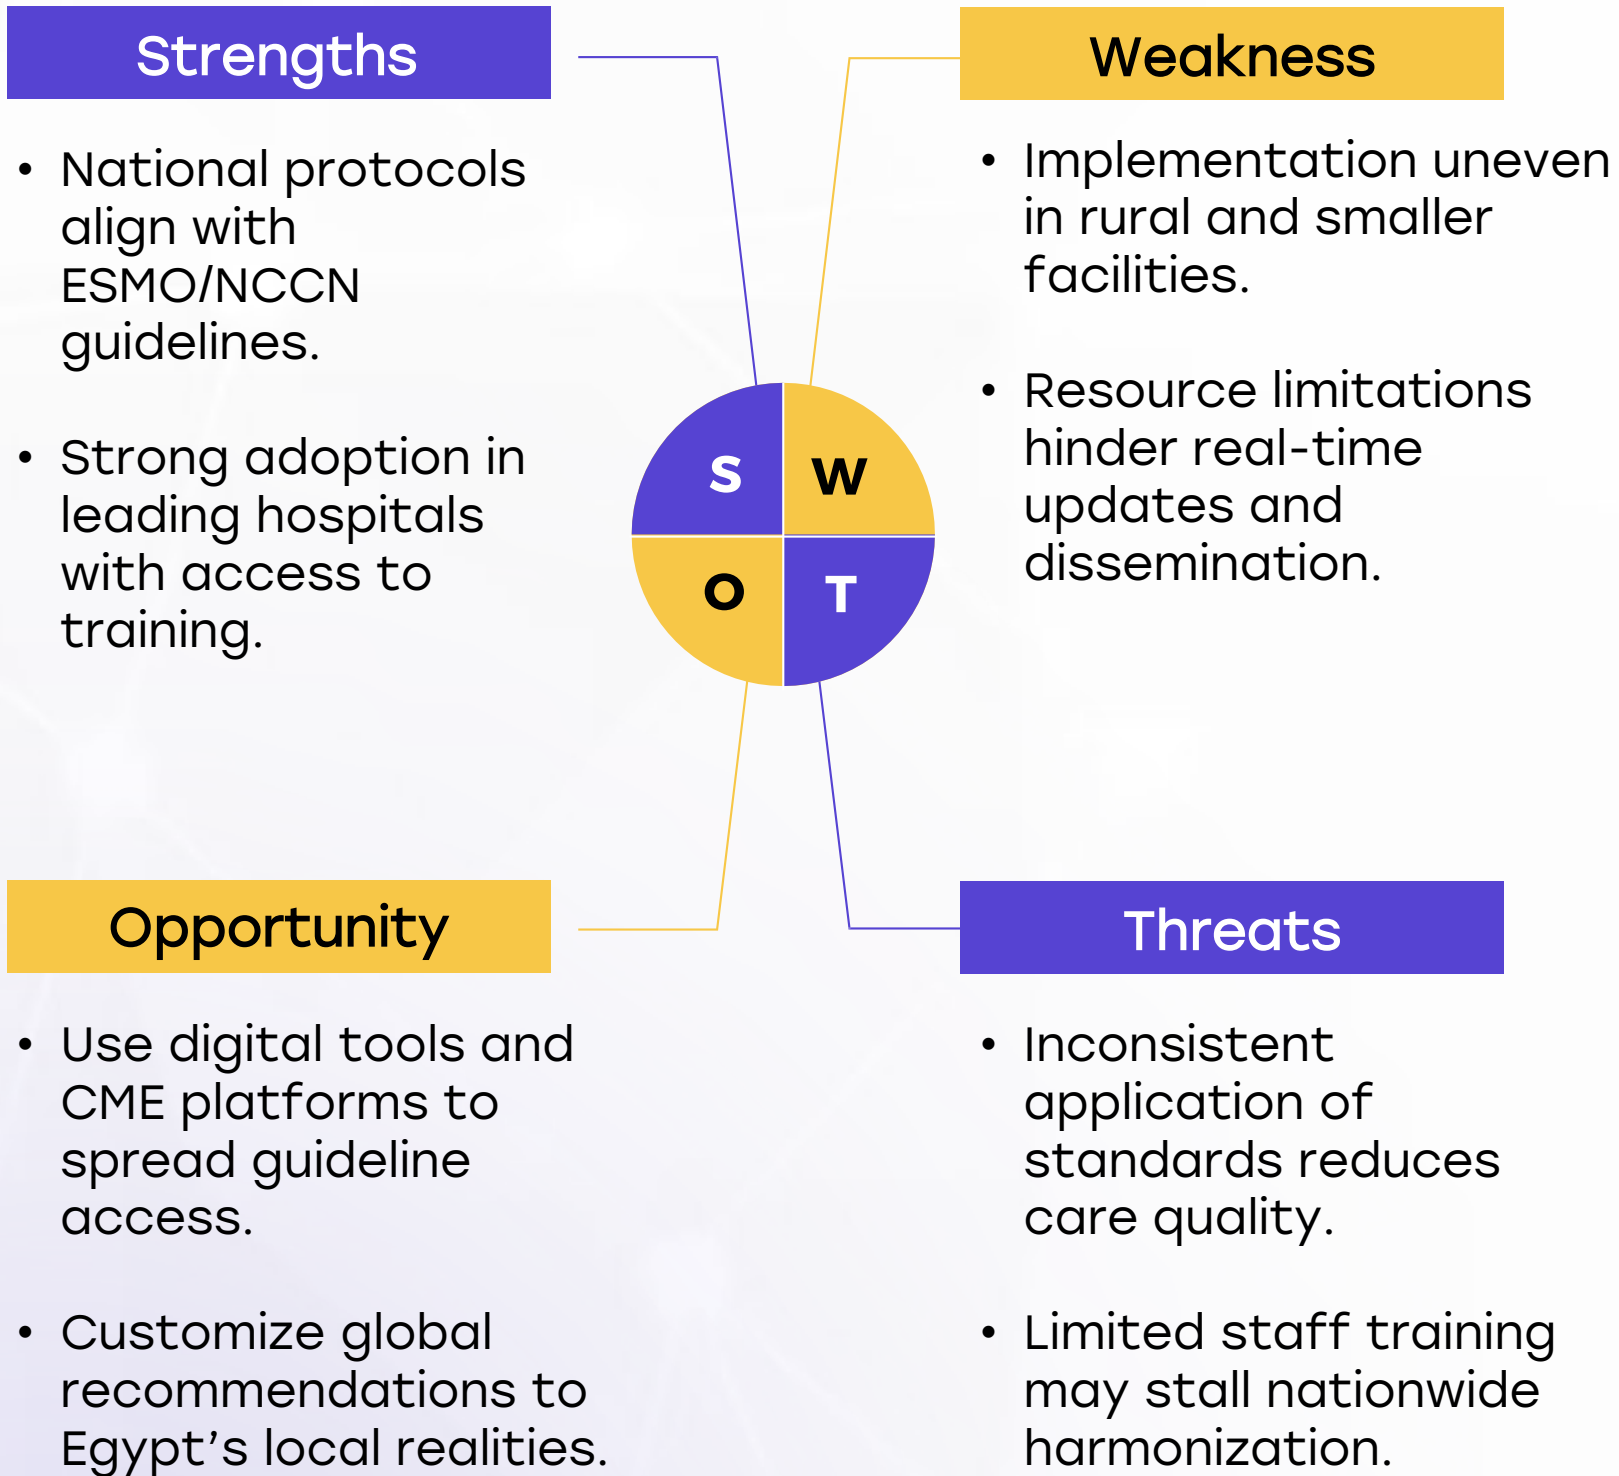 Strengths
• National protocols
align with
ESMO/NCCN
guidelines.
• Strong adoption in
leading hospitals
with access to
training.
Weakness
• Implementation uneven
in rural and smaller
facilities.
• Resource limitations
hinder real-time
updates and
dissemination.
S
W
O
T
Opportunity
• Use digital tools and
CME platforms to
spread guideline
access.
• Customize global
recommendations to
Egypt’s local realities.
Threats
• Inconsistent
application of
standards reduces
care quality.
• Limited staff training
may stall nationwide
harmonization.